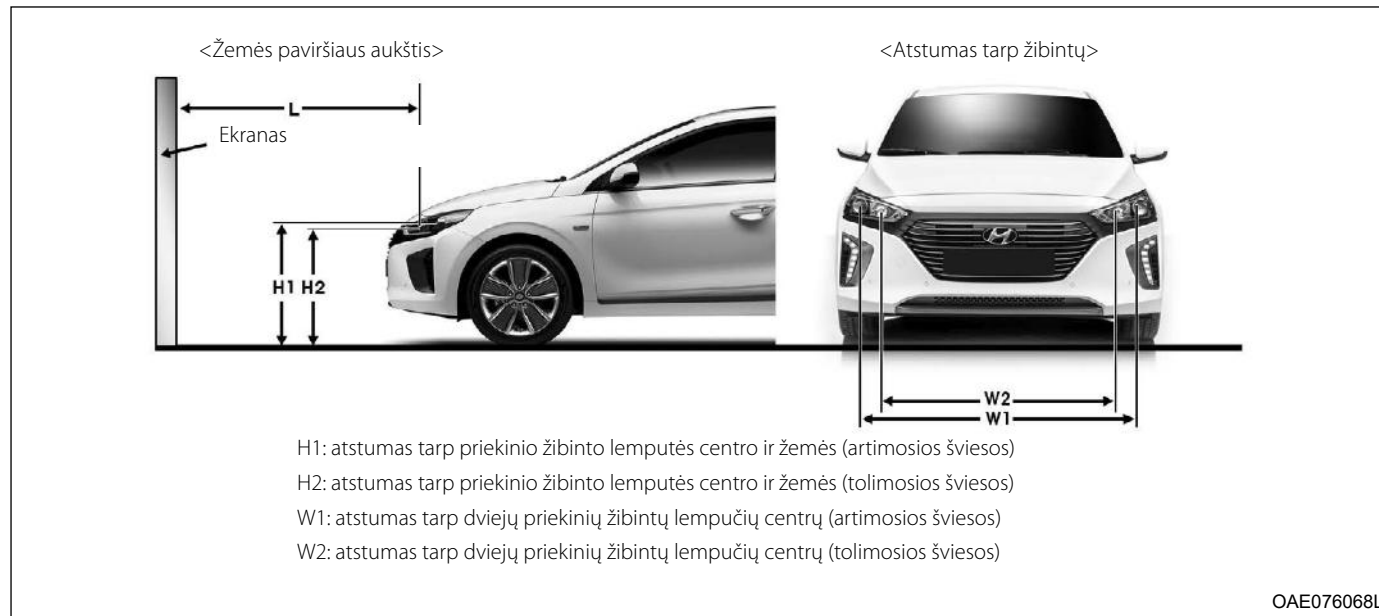 <Žemės paviršiaus aukštis>
<Atstumas tarp žibintų>
L
Ekranas
H1 H2
W2
W1
H1: atstumas tarp priekinio žibinto lemputės centro ir žemės (artimosios šviesos)
H2: atstumas tarp priekinio žibinto lemputės centro ir žemės (tolimosios šviesos)
W1: atstumas tarp dviejų priekinių žibintų lempučių centrų (artimosios šviesos)
W2: atstumas tarp dviejų priekinių žibintų lempučių centrų (tolimosios šviesos)
OAE076068L